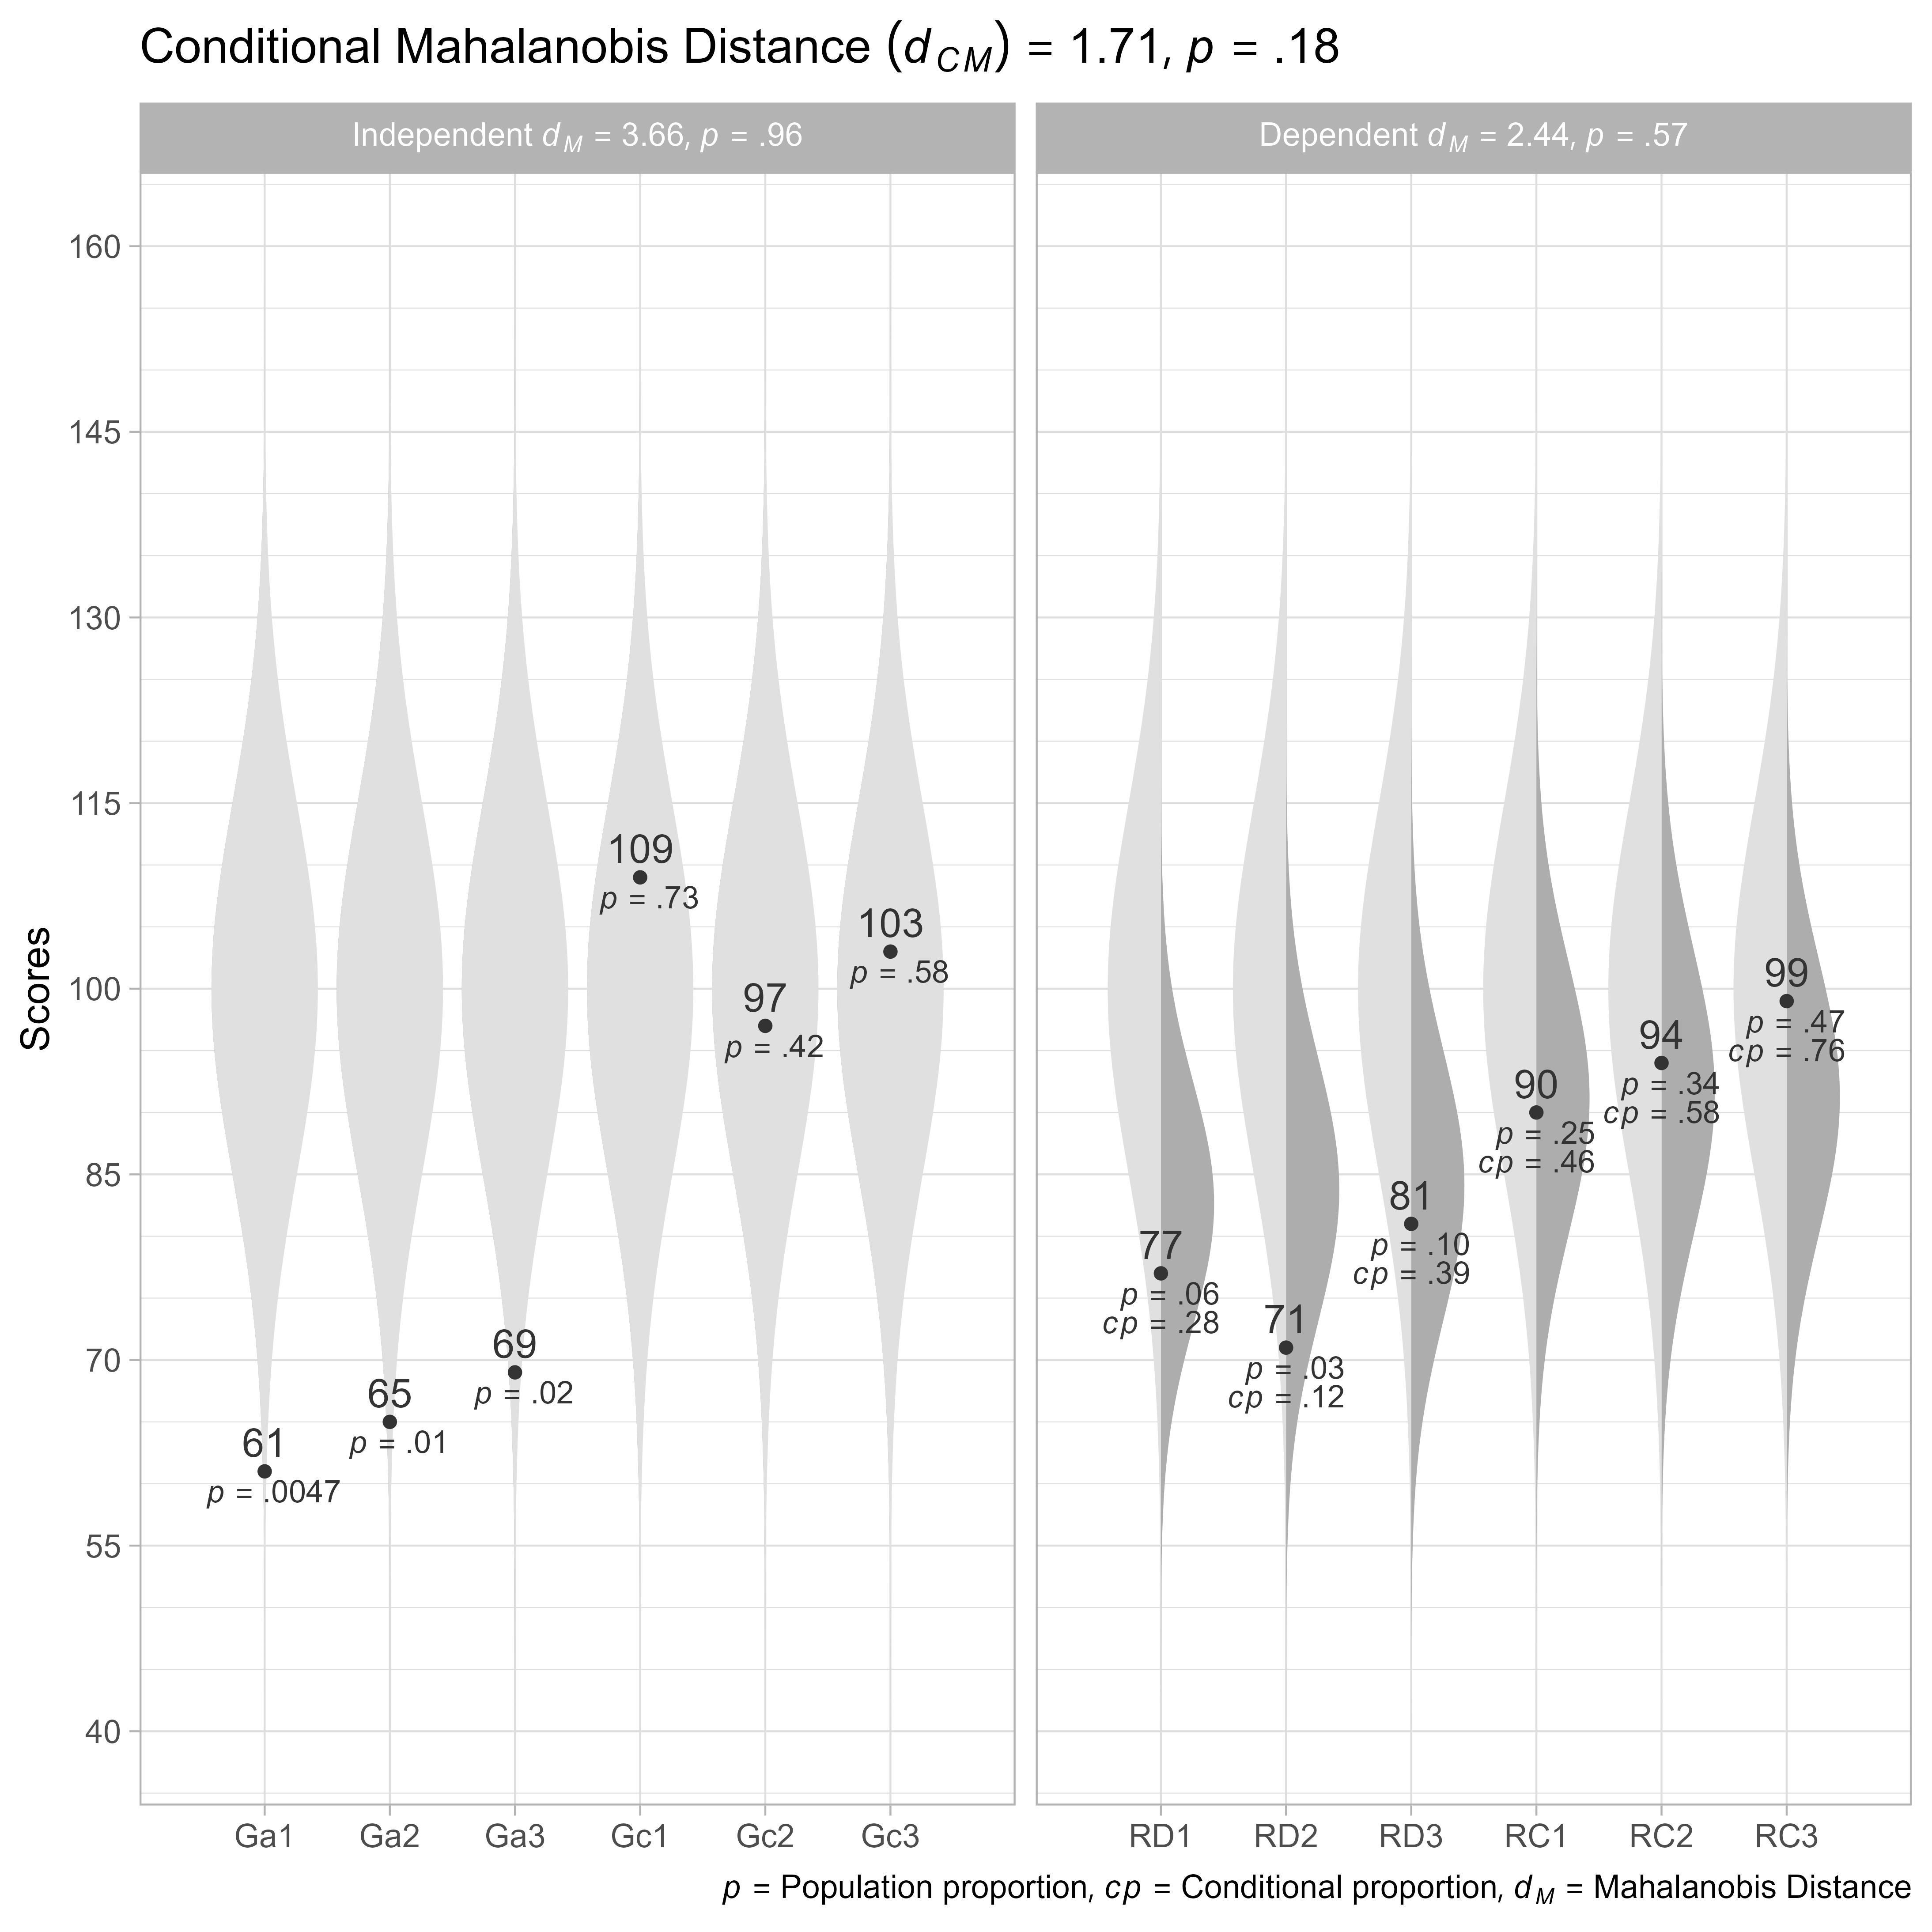 Conditional Mahalanobis Distance (d CM) = 1.71, p = .18
Independent d M = 3.66, p = .96
Dependent d M = 2.44, p = .57
Scores
160
145
130
115
100
85
70
55
40
61
p = .0047
65
p = .01
69
p = .02
109
p = .73
97
p = .42
103
p = .58
77
p = .06
cp = .28
71
p = .03
cp = .12
81
p = .10
cp = .39
90
p = .25
cp = .46
94
p = .34
cp = .58
99
p = .47
cp = .76
Ga1 Ga2 Ga3 Gc1 Gc2 Gc3
RD1 RD2 RD3 RC1 RC2 RC3
p = Population proportion, cp = Conditional proportion, d M = Mahalanobis Distance